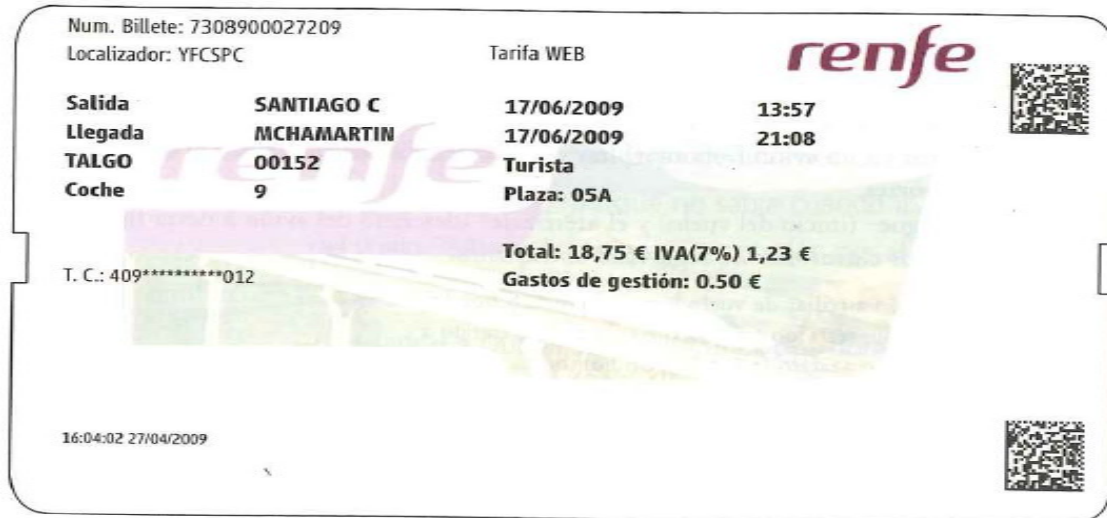 Num. Billete: 7308900027209
Localizador: YFCSPC Tarifa WEB renfe
Salida SANTIAGO C 17/06/2009 13:57
Llegada MCHAMARTIN 17/06/2009 21:08
TALGO 00152 Turista
Coche 9 Plaza: 05A
renfe
Total: 18,75 € IVA(7%) 1,23 €
T. C.: 409**********012 Gastos de gestión: 0.50 €
16:04:02 27/04/2009